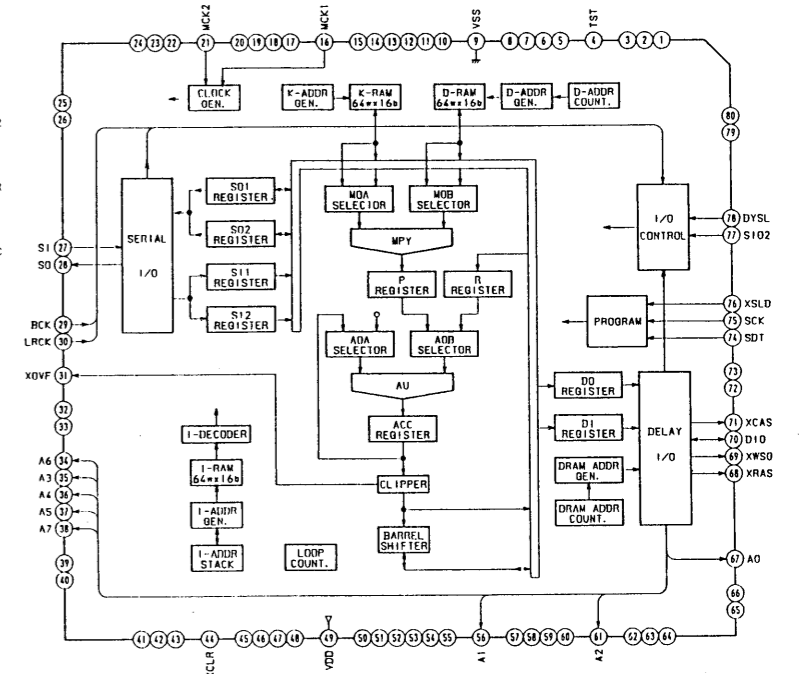 MCK2
MCK1
VSS
TST
24 23 22 21 20 19 18 17 16 15 14 13 12 11 10 9 8 7 6 5 4 3 2 1
CLOCK GEN.
K-ADDR GEN.
K-RAM 64w×16b
D-RAM 64w×16b
D-ADDR GEN.
D-ADDR COUNT.
25
26
80
79
SERIAL I/O
SO1 REGISTER
SO2 REGISTER
SI1 REGISTER
SI2 REGISTER
MOA SELECTOR
MOB SELECTOR
MPY
P REGISTER
R REGISTER
AOA SELECTOR
AOB SELECTOR
AU
ACC REGISTER
CLIPPER
BARREL SHIFTER
I/O CONTROL
PROGRAM
DO REGISTER
DI REGISTER
DELAY I/O
DRAM ADDR GEN.
DRAM ADDR COUNT.
I-DECODER
I-RAM 64w×16b
I-ADDR GEN.
I-ADDR STACK
LOOP COUNT.
SI 27
SO 28
BCK 29
LRCK 30
XOVF 31
32
33
A6 34
A3 35
A4 36
A5 37
A7 38
39
40
78 DYSL
77 SIO2
76 XSLD
75 SCK
74 SDT
73
72
71 XCAS
70 DIO
69 XWSO
68 XRAS
67 AO
66
65
41 42 43 44 45 46 47 48 49 50 51 52 53 54 55 56 57 58 59 60 61 62 63 64
CLR
VDD
A1
A2